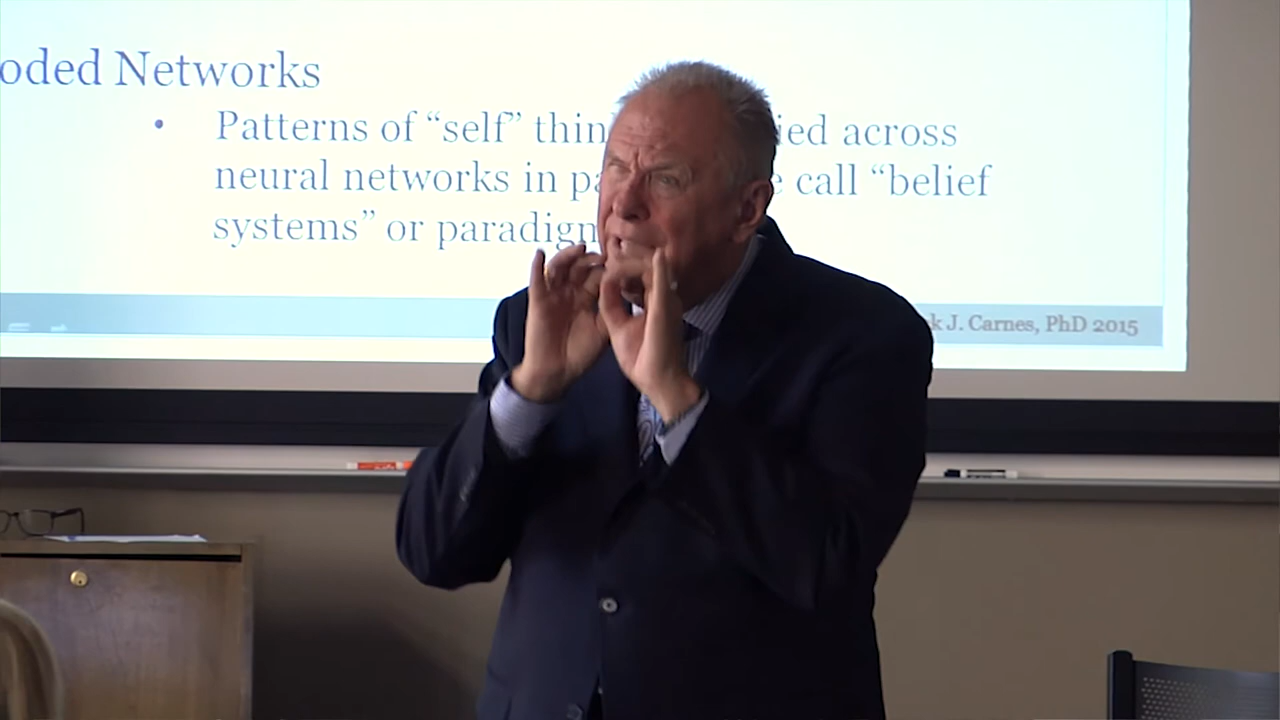 oded Networks
• Patterns of “self” thin ied across
neural networks in pa e call “belief
systems” or paradign
k J. Carnes, PhD 2015